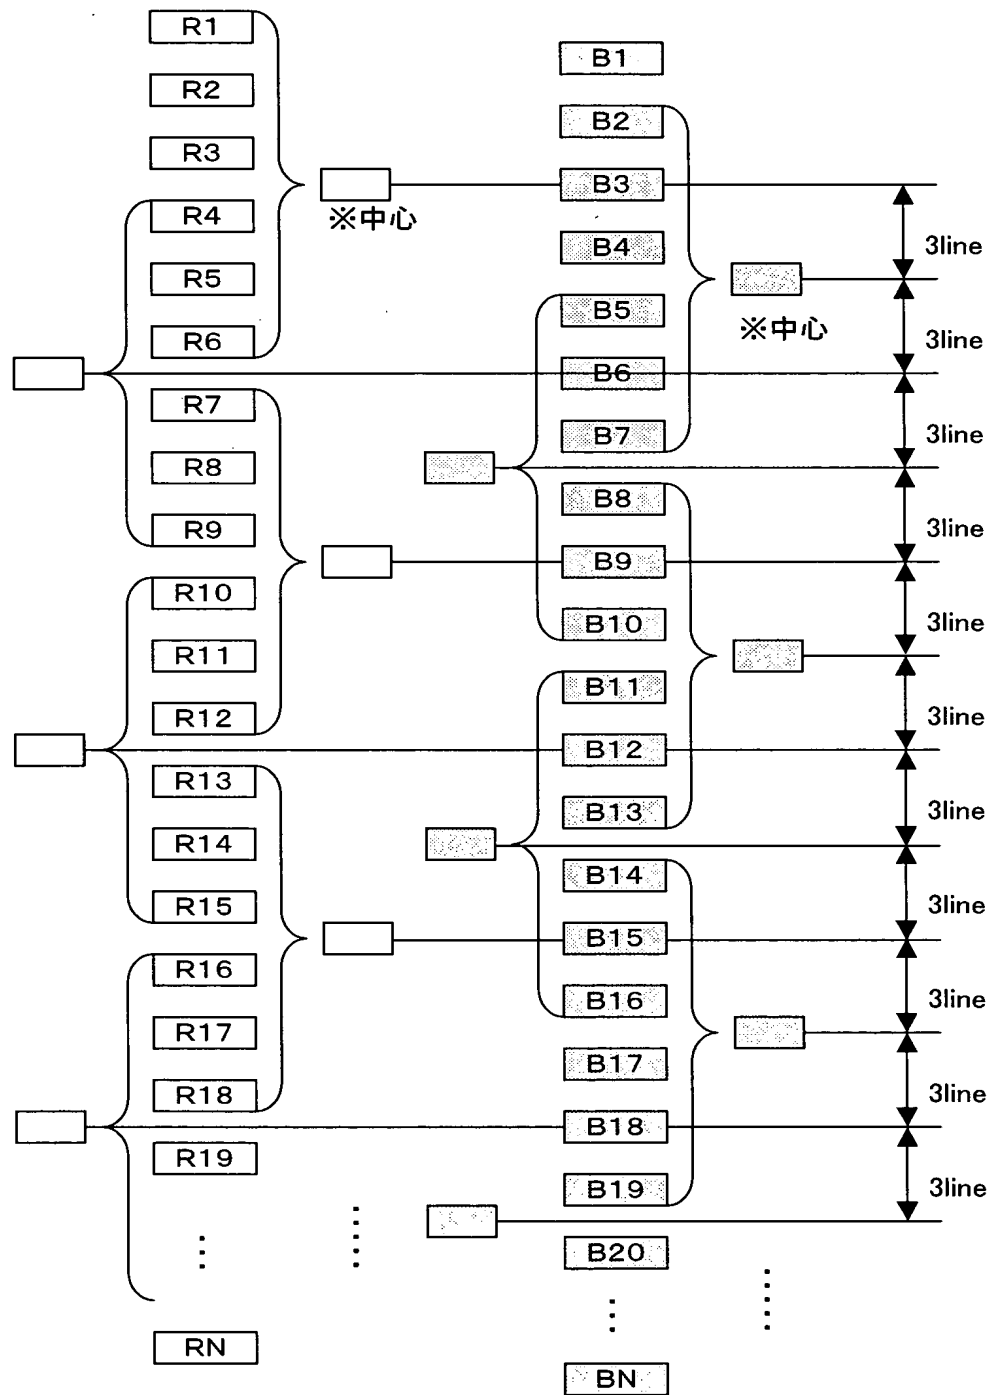 R1
R2
R3
R4
R5
R6
R7
R8
R9
R10
R11
R12
R13
R14
R15
R16
R17
R18
R19
RN
※中心
B1
B2
B3
B4
B5
B6
B7
B8
B9
B10
B11
B12
B13
B14
B15
B16
B17
B18
B19
B20
BN
※中心
3line
3line
3line
3line
3line
3line
3line
3line
3line
3line
3line